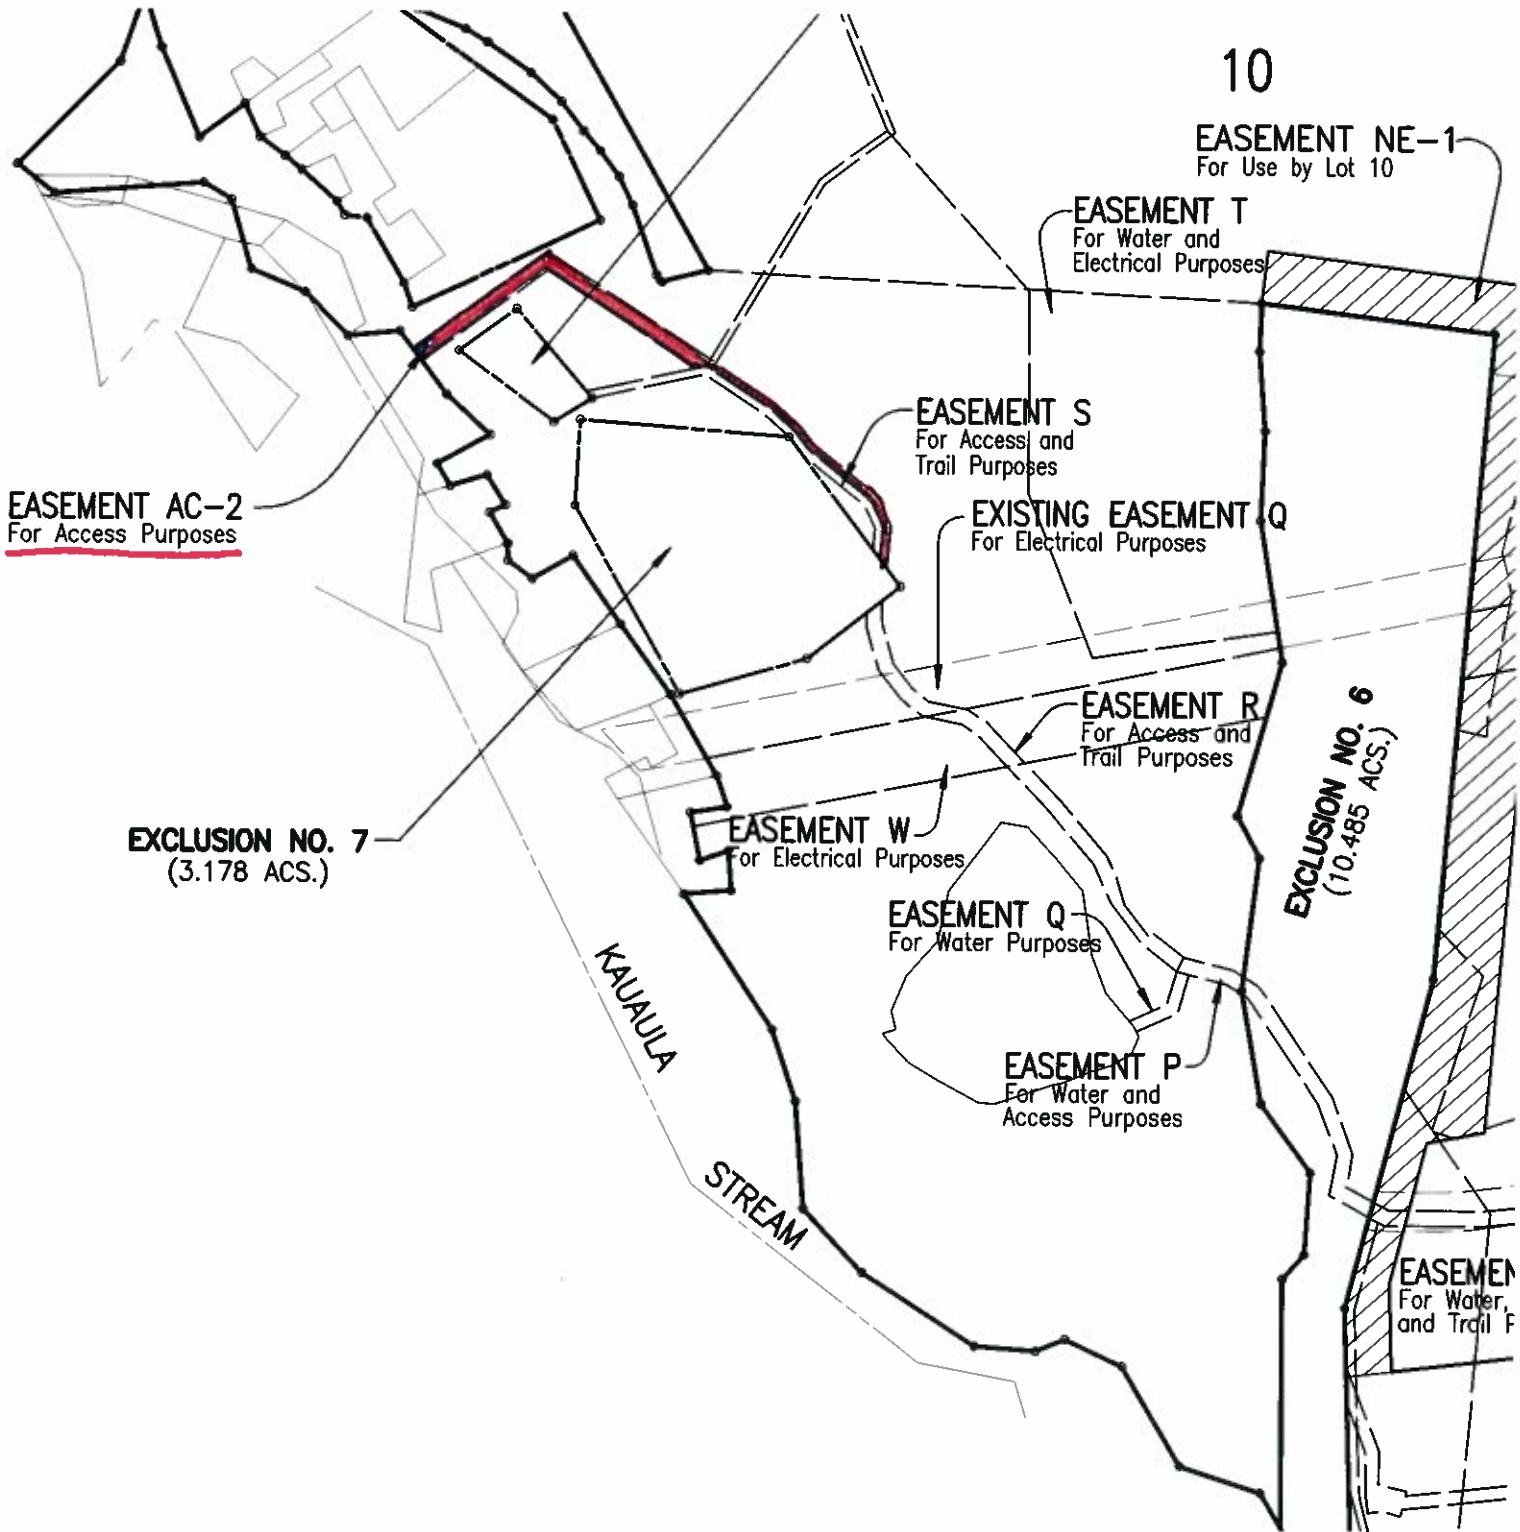 10
EASEMENT NE-1
For Use by Lot 10
EASEMENT T
For Water and
Electrical Purposes
EASEMENT S
For Access and
Trail Purposes
EASEMENT AC-2
For Access Purposes
EXISTING EASEMENT Q
For Electrical Purposes
EASEMENT R
For Access and
Trail Purposes
EXCLUSION NO. 6
(10.485 ACS.)
EXCLUSION NO. 7
(3.178 ACS.)
EASEMENT W
For Electrical Purposes
EASEMENT Q
For Water Purposes
KAUAULA
STREAM
EASEMENT P
For Water and
Access Purposes
EASEMEN
For Water,
and Trail